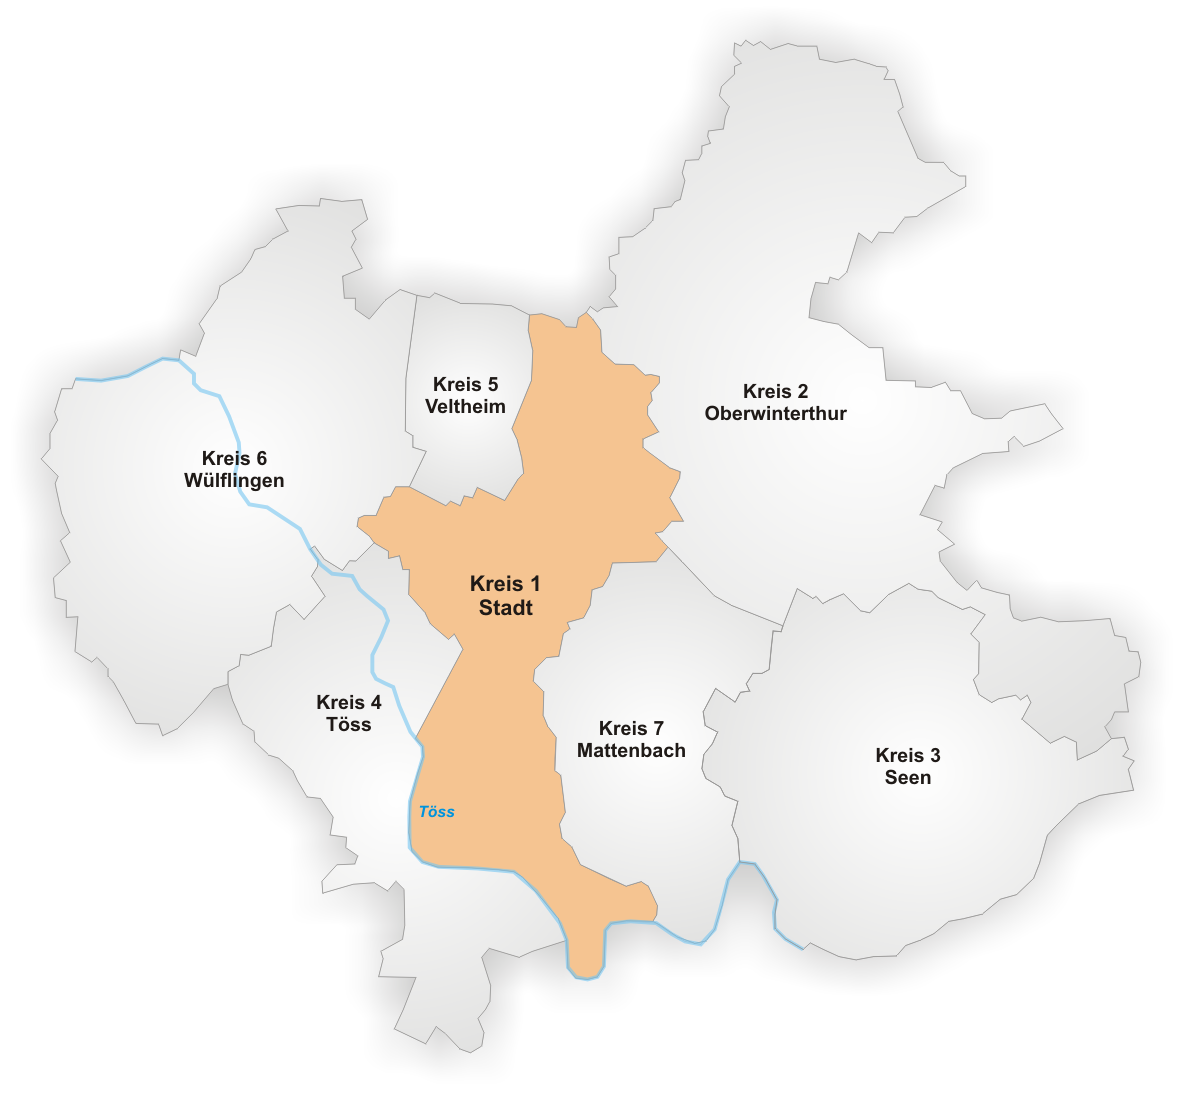 Kreis 5
Veltheim
Kreis 2
Oberwinterthur
Kreis 6
Wülflingen
Kreis 1
Stadt
Kreis 4
Töss
Kreis 7
Mattenbach
Kreis 3
Seen
Töss